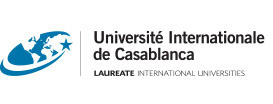 Université Internationale
de Casablanca
LAUREATE INTERNATIONAL UNIVERSITIES